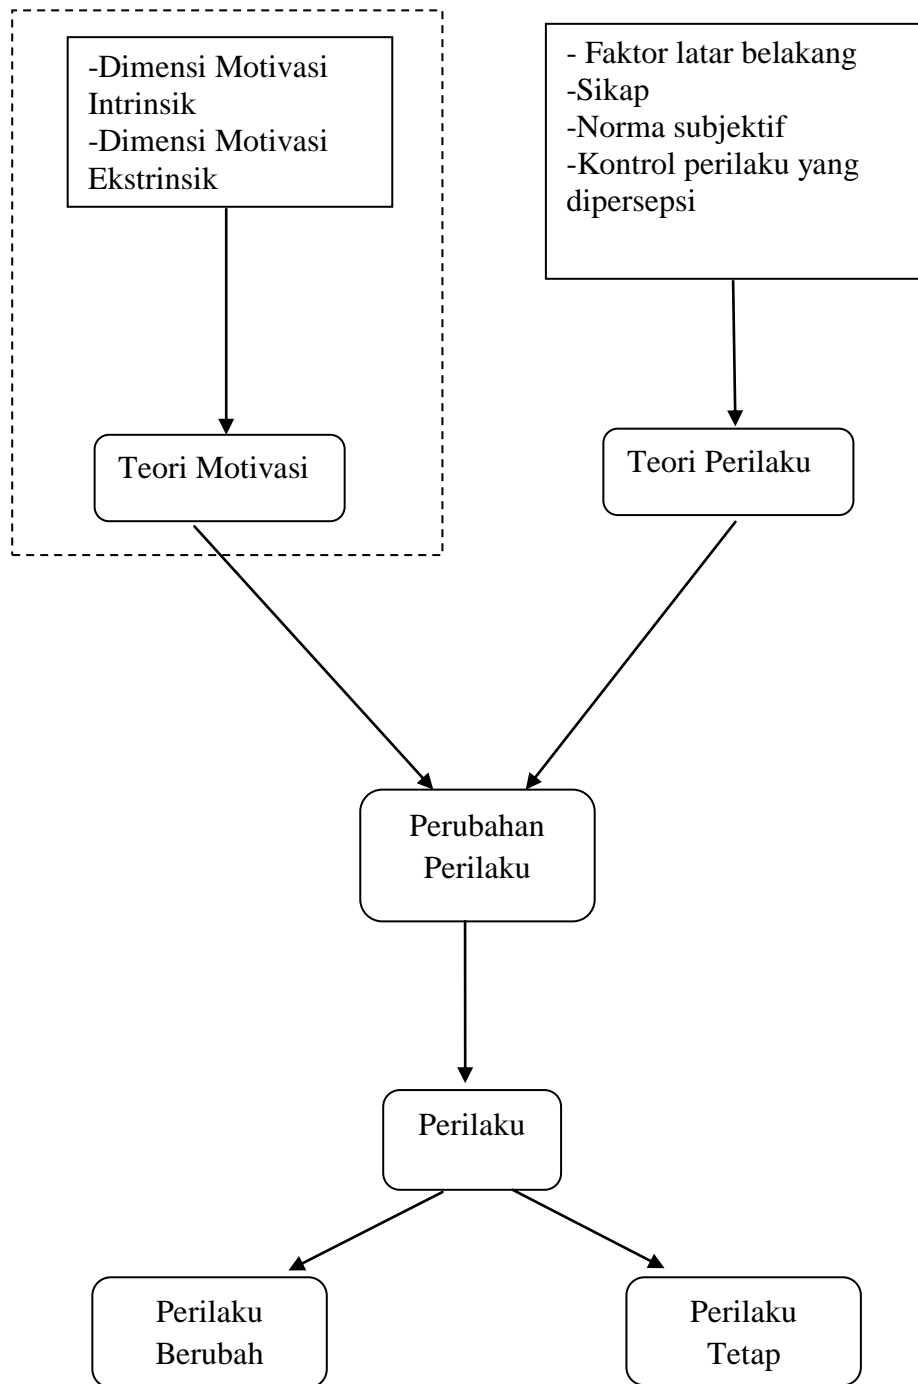 -Dimensi Motivasi
Intrinsik
-Dimensi Motivasi
Ekstrinsik
- Faktor latar belakang
-Sikap
-Norma subjektif
-Kontrol perilaku yang
dipersepsi
Teori Motivasi
Teori Perilaku
Perubahan
Perilaku
Perilaku
Perilaku
Berubah
Perilaku
Tetap